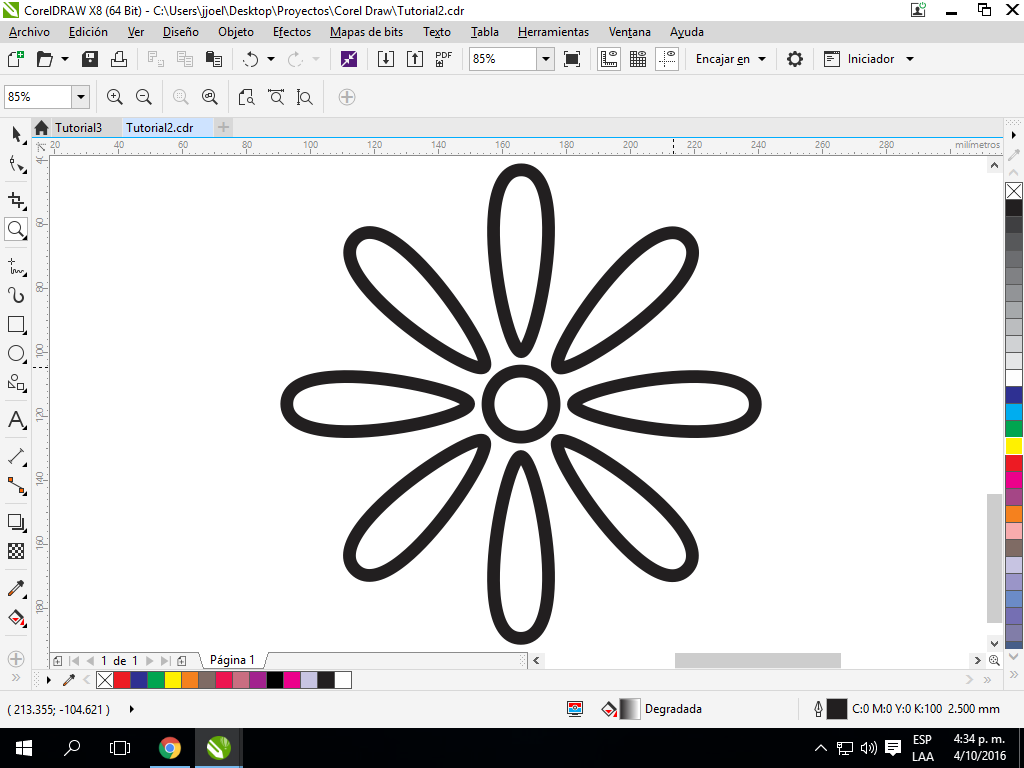 CorelDRAW X8 (64 Bit) - C:\Users\jjoel\Desktop\Proyectos\Corel Draw\Tutorial2.cdr
Archivo Edición Ver Diseño Objeto Efectos Mapas de bits Texto Tabla Herramientas Ventana Ayuda
PDF 85% Encajar en Iniciador
85%
Tutorial3 Tutorial2.cdr
20 40 60 80 100 120 140 160 180 200 220 240 260 280 milímetros
40
60
80
100
120
140
160
180
A
1 de 1 Página 1
( 213.355; -104.621 ) Degradada C:0 M:0 Y:0 K:100 2.500 mm
ESP 4:34 p. m.
LAA 4/10/2016